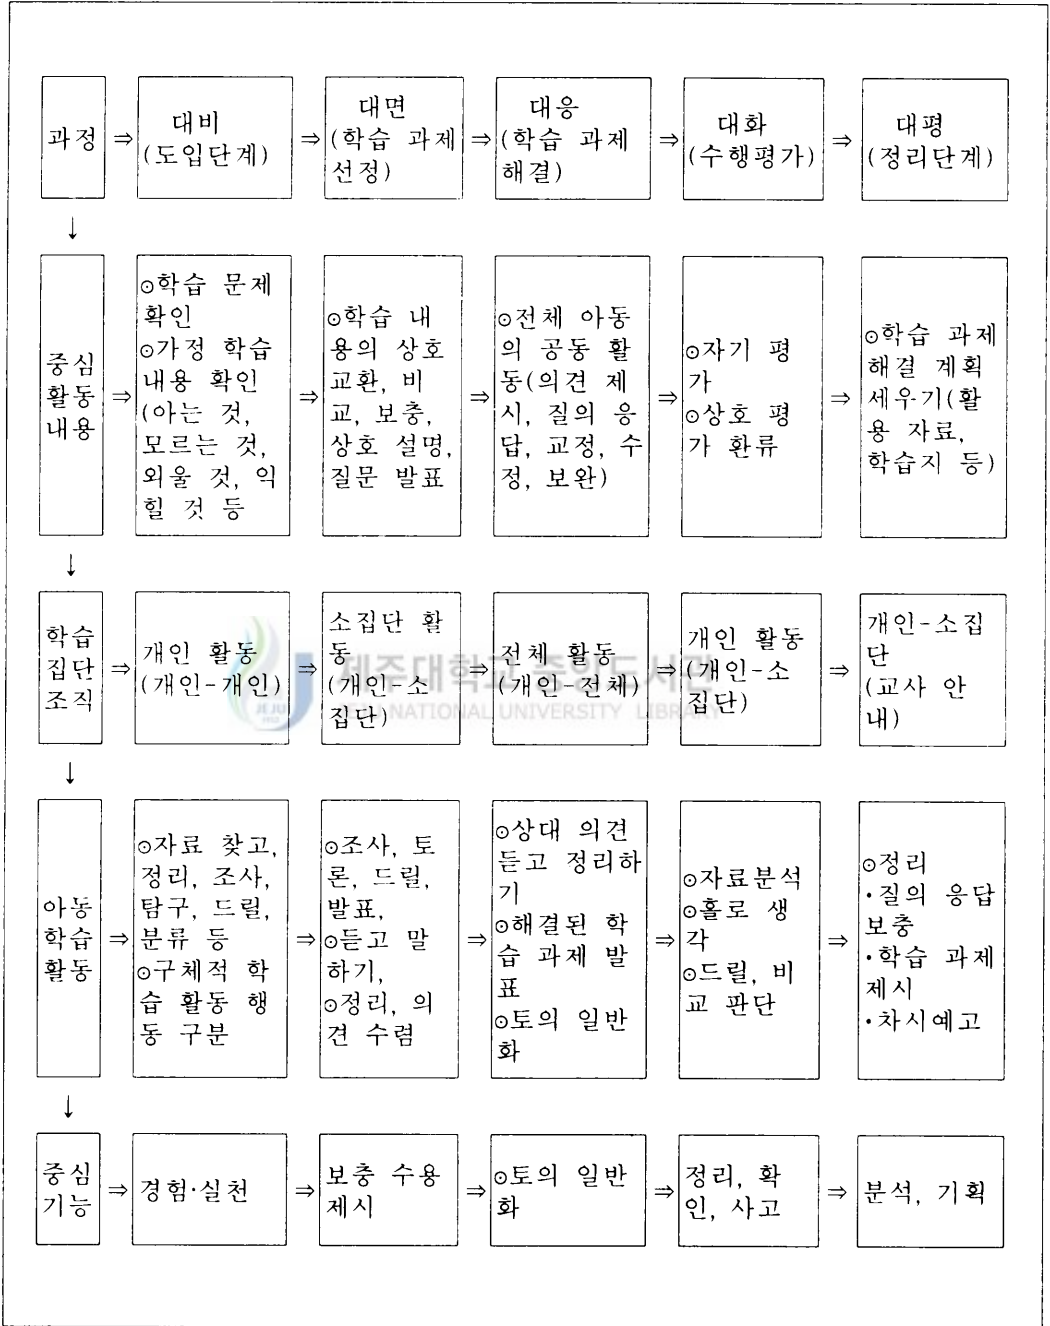 과정
⇒
대비
(도입단계)
⇒
대면
(학습 과제
선정)
⇒
대응
(학습 과제
해결)
⇒
대화
(수행평가)
⇒
대평
(정리단계)
↓
중심
활동
내용
⇒
⊙학습 문제
확인
⊙가정 학습
내용 확인
(아는 것,
모르는 것,
외울 것, 익
힐 것 등
⇒
⊙학습 내
용의 상호
교환, 비
교, 보충,
상호 설명,
질문 발표
⇒
⊙전체 아동
의 공동 활
동(의견 제
시, 질의 응
답, 교정, 수
정, 보완)
⇒
⊙자기 평
가
⊙상호 평
가 환류
⇒
⊙학습 과제
해결 계획
세우기(활
용 자료,
학습지 등)
↓
학습
집단
조직
⇒
개인 활동
(개인-개인)
⇒
소집단 활
동
(개인-소
집단)
⇒
전체 활동
(개인-전체)
⇒
개인 활동
(개인-소
집단)
⇒
개인-소집
단
(교사 안
내)
제주대학교 중앙도서관
JEJU NATIONAL UNIVERSITY LIBRARY
JEJU
1952
↓
아동
학습
활동
⇒
⊙자료 찾고,
정리, 조사,
탐구, 드릴,
분류 등
⊙구체적 학
습 활동 행
동 구분
⇒
⊙조사, 토
론, 드릴,
발표,
⊙듣고 말
하기,
⊙정리, 의
견 수렴
⇒
⊙상대 의견
듣고 정리하
기
⊙해결된 학
습 과제 발
표
⊙토의 일반
화
⇒
⊙자료분석
⊙홀로 생
각
⊙드릴, 비
교 판단
⇒
⊙정리
·질의 응답
보충
·학습 과제
제시
·차시예고
↓
중심
기능
⇒
경험·실천
⇒
보충 수용
제시
⇒
⊙토의 일반
화
⇒
정리, 확
인, 사고
⇒
분석, 기획